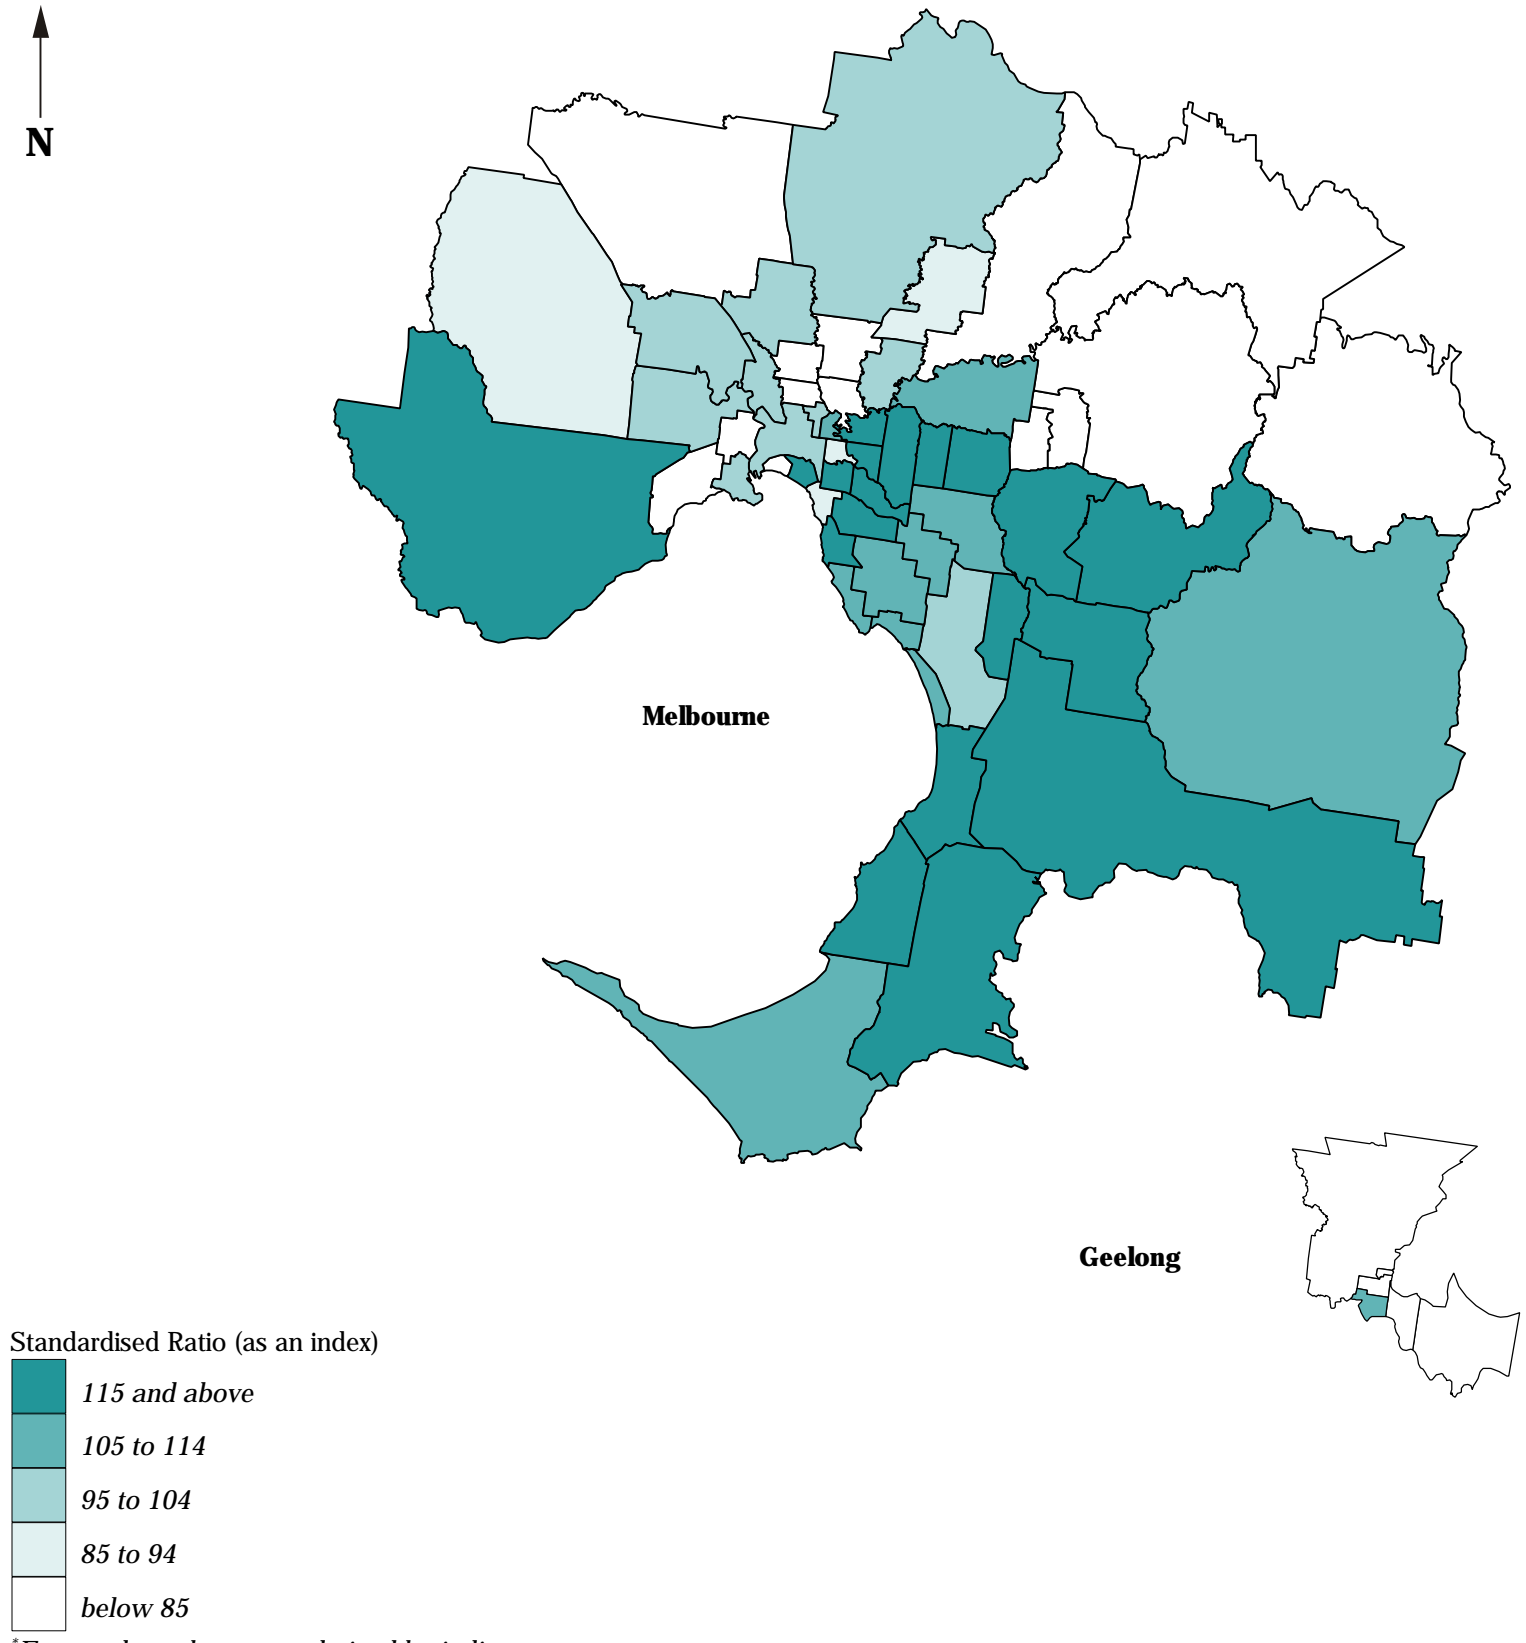 N
Melbourne
Geelong
Standardised Ratio (as an index)
115 and above
105 to 114
95 to 104
85 to 94
below 85